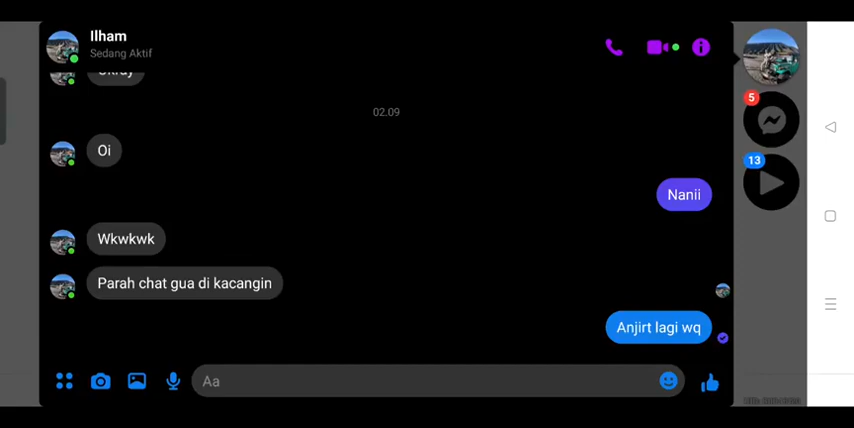 Ilham
Sedang Aktif
Okray
02.09
Oi
Nanii
Wkwkwk
Parah chat gua di kacangin
Anjirt lagi wq
Aa
5
13